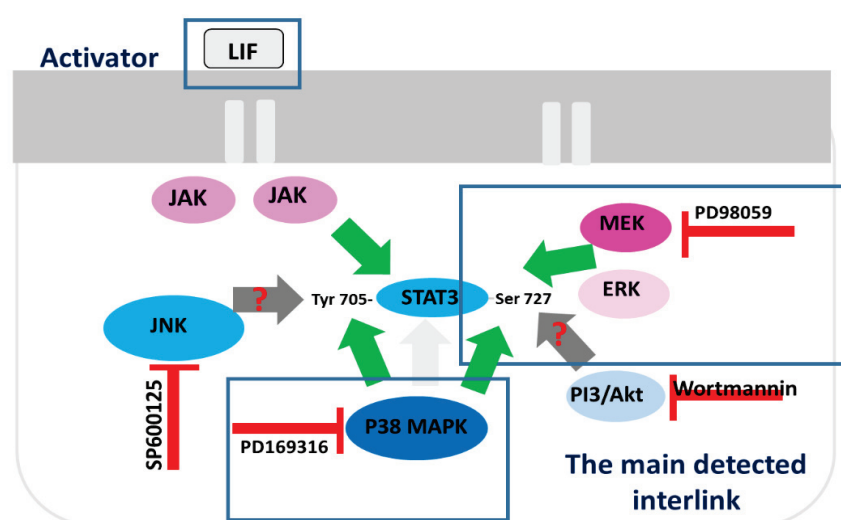 LIF
Activator
JAK
JAK
PD98059
MEK
ERK
?
Tyr 705-
STAT3
-Ser 727
JNK
?
PI3/Akt
Wortmannin
SP600125
P38 MAPK
PD169316
The main detected
interlink